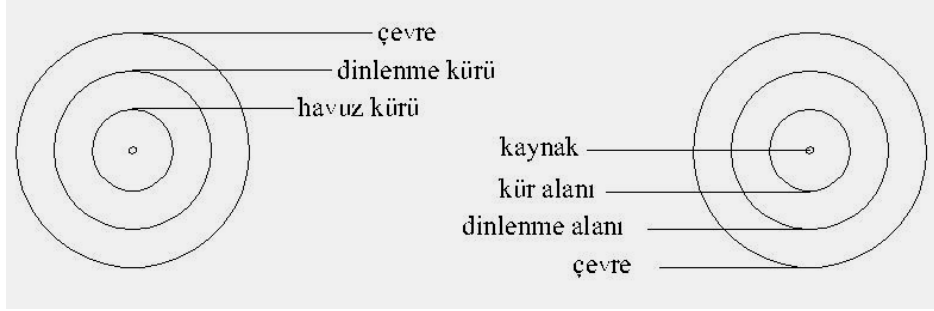 çevre
dinlenme kürü
havuz kürü
kaynak
kür alanı
dinlenme alanı
çevre